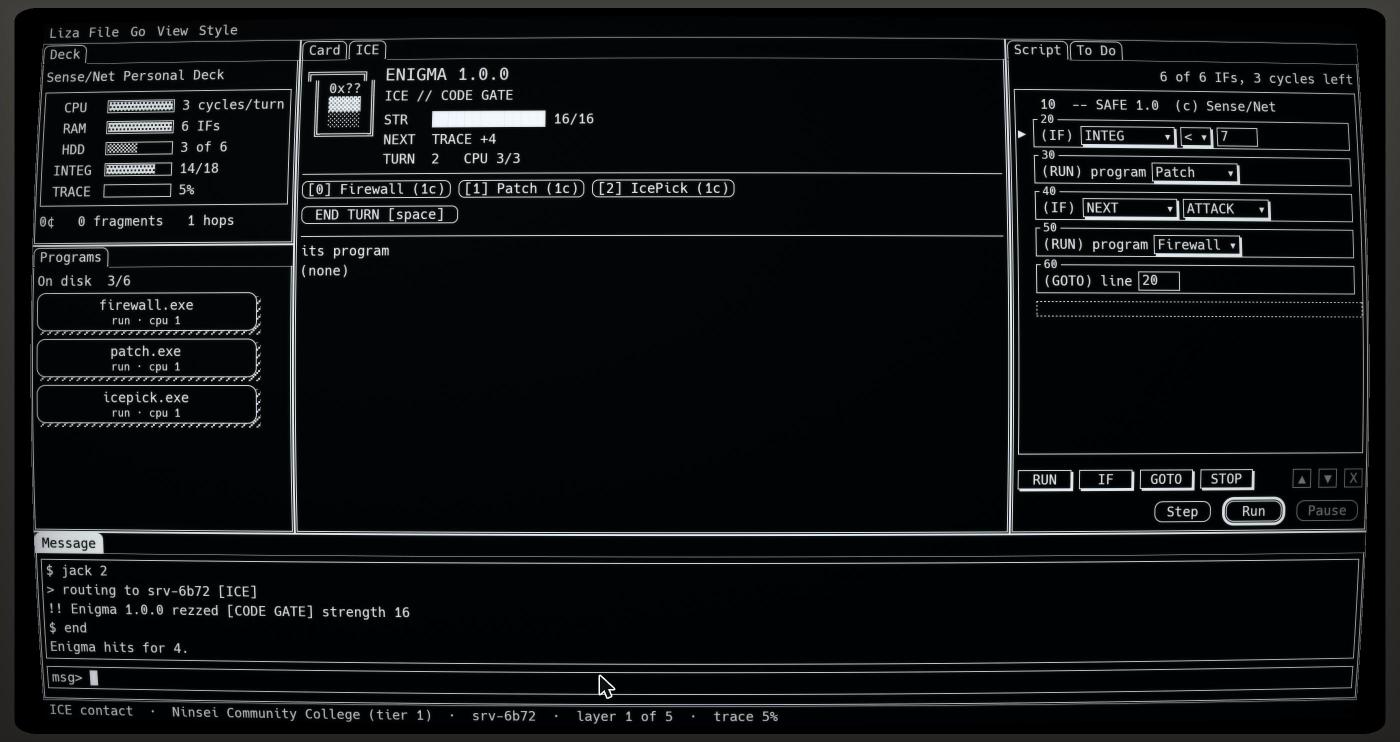 Liza File Go View Style
Deck
Sense/Net Personal Deck
CPU 3 cycles/turn
RAM 6 IFs
HDD 3 of 6
INTEG 14/18
TRACE 5%
0¢ 0 fragments 1 hops
Programs
On disk 3/6
firewall.exe
run · cpu 1
patch.exe
run · cpu 1
icepick.exe
run · cpu 1
Card ICE
0x??
ENIGMA 1.0.0
ICE // CODE GATE
STR 16/16
NEXT TRACE +4
TURN 2 CPU 3/3
[0] Firewall (1c) [1] Patch (1c) [2] IcePick (1c)
END TURN [space]
its program
(none)
Script To Do
6 of 6 IFs, 3 cycles left
10 -- SAFE 1.0 (c) Sense/Net
20
(IF) INTEG < 7
30
(RUN) program Patch
40
(IF) NEXT ATTACK
50
(RUN) program Firewall
60
(GOTO) line 20
RUN IF GOTO STOP ▲ ▼ X
Step Run Pause
Message
$ jack 2
> routing to srv-6b72 [ICE]
!! Enigma 1.0.0 rezzed [CODE GATE] strength 16
$ end
Enigma hits for 4.
msg>
ICE contact · Ninsei Community College (tier 1) · srv-6b72 · layer 1 of 5 · trace 5%